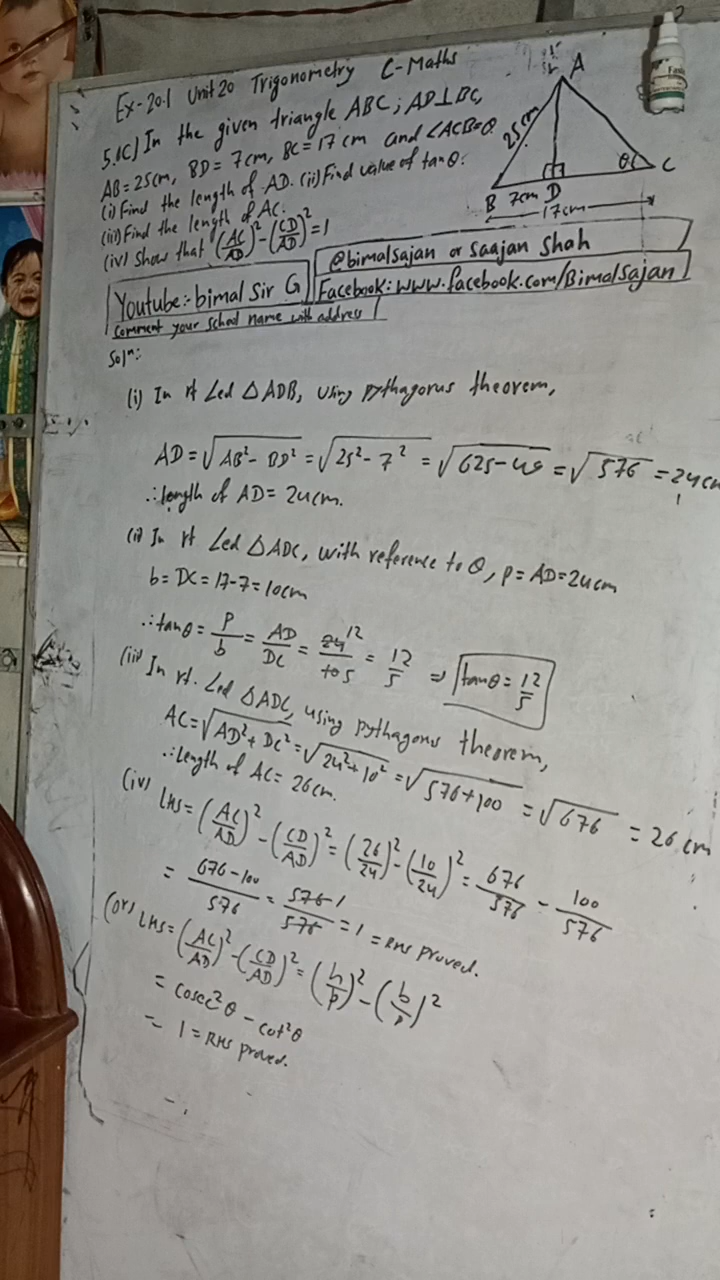 Ex-20.1 Unit 20 Trigonometry C-Maths
5.(C) In the given triangle ABC; AD⊥BC,
AB=25cm, BD=7cm, BC=17cm and ∠ACB=θ
(i) Find the length of AD. (ii) Find value of tanθ.
(iii) Find the length of AC.
(iv) Show that (AC/AD)²-(CD/AD)²=1
A
25cm
θ
B 7cm D C
17cm
@bimalsajan or saajan shah
Youtube:- bimal Sir G
Facebook: www.facebook.com/BimalSajan
comment your school name with address
Solⁿ:
(i) In rt ∠ed △ADB, using pythagorus theorem,
AD=√AB²-BD² = √25²-7² = √625-49 = √576 = 24cm
∴ length of AD = 24cm.
(ii) In rt ∠ed △ADC, with reference to θ, p=AD=24cm
b=DC=17-7=10cm
∴ tanθ = p/b = AD/DC = 24 12/10 5 = 12/5 ⇒ tanθ = 12/5
(iii) In rt. ∠ed △ADC, using pythagorus theorem,
AC=√AD²+DC² = √24²+10² = √576+100 = √676 = 26 cm
∴ Length of AC = 26cm.
(iv) LHS = (AC/AD)² - (CD/AD)² = (26/24)² - (10/24)² = 676/576 - 100/576
= 676-100/576 = 576 1/576 = 1 = RHS proved.
(or) LHS = (AC/AD)² - (CD/AD)² = (h/p)² - (b/p)²
= cosec²θ - cot²θ
= 1 = RHS proved.